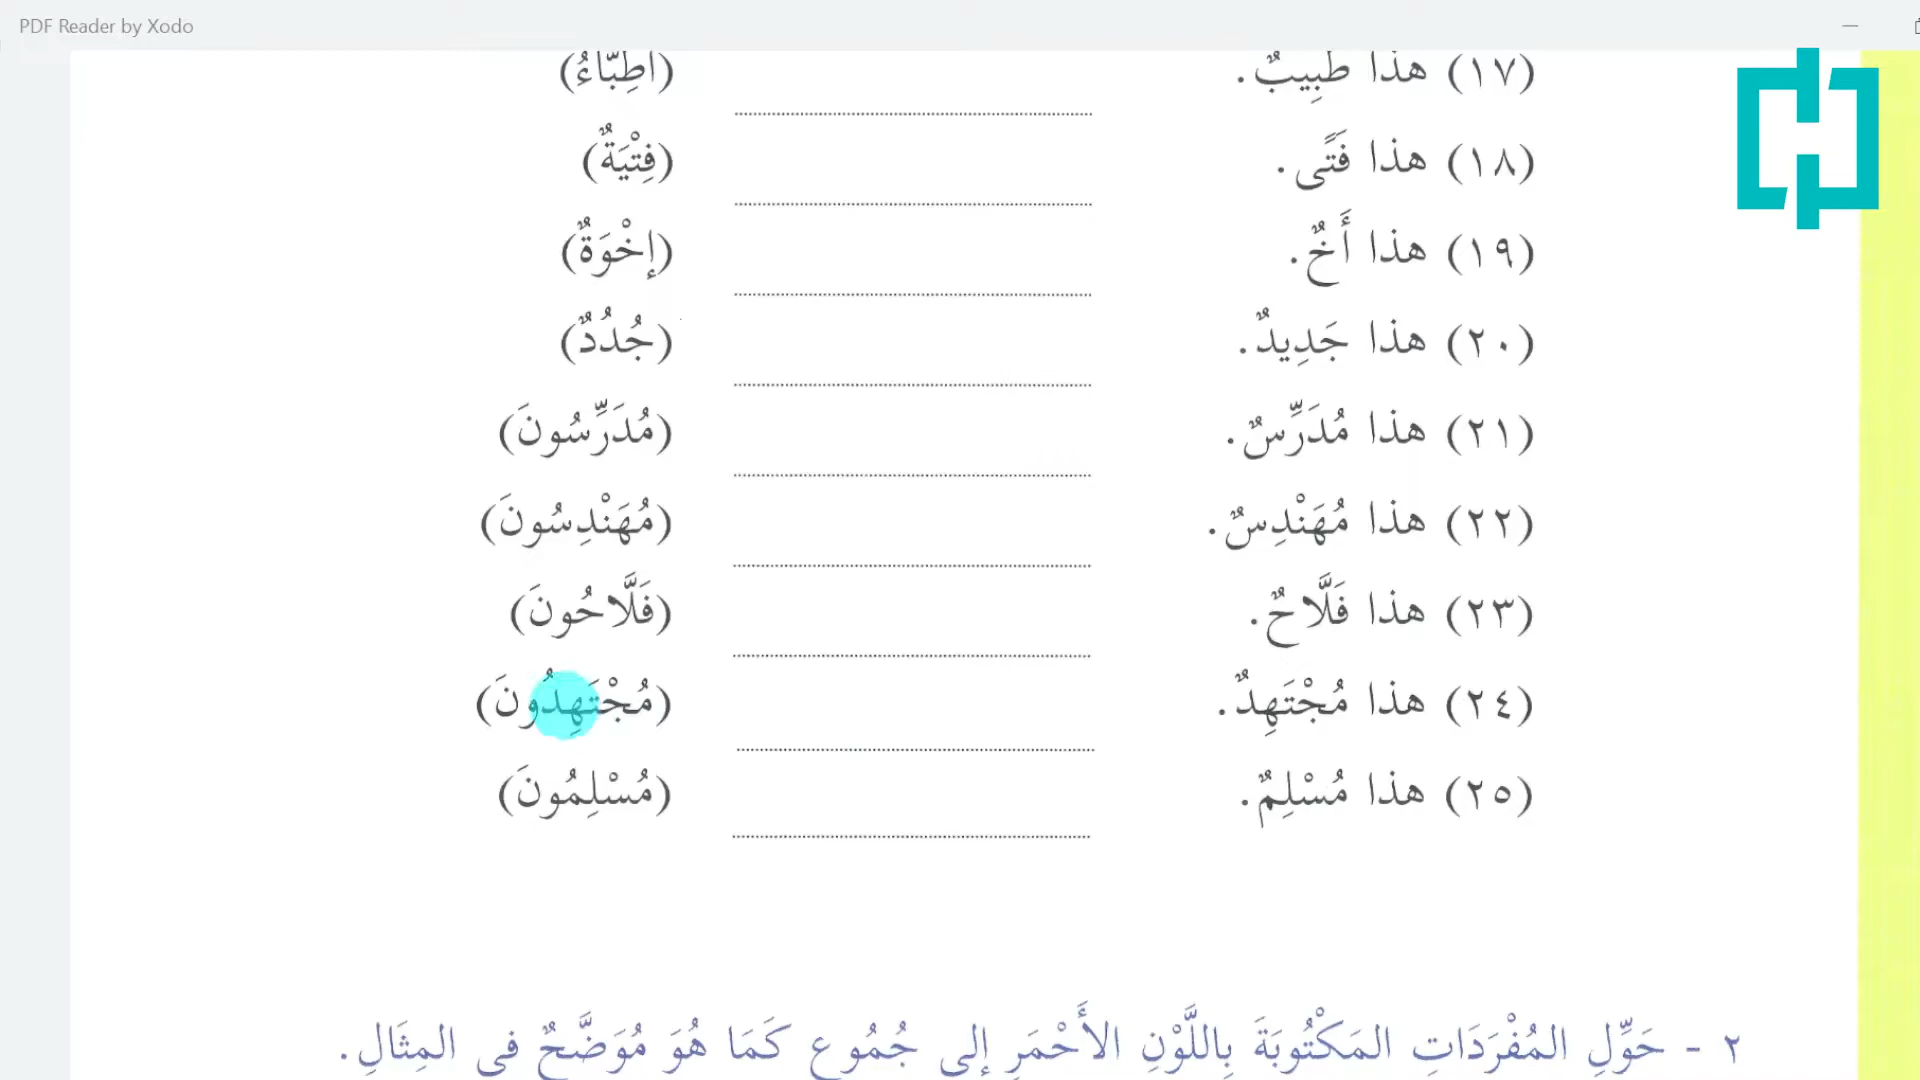 PDF Reader by Xodo
(١٧) هذا طَبِيبٌ. (أَطِبَّاءُ)
(١٨) هذا فَتًى. (فِتْيَةٌ)
(١٩) هذا أَخٌ. (إِخْوَةٌ)
(٢٠) هذا جَدِيدٌ. (جُدُدٌ)
(٢١) هذا مُدَرِّسٌ. (مُدَرِّسُونَ)
(٢٢) هذا مُهَنْدِسٌ. (مُهَنْدِسُونَ)
(٢٣) هذا فَلَّاحٌ. (فَلَّاحُونَ)
(٢٤) هذا مُجْتَهِدٌ. (مُجْتَهِدُونَ)
(٢٥) هذا مُسْلِمٌ. (مُسْلِمُونَ)
٢ - حَوِّلِ المُفْرَدَاتِ المَكْتُوبَةَ بِاللَّوْنِ الأَحْمَرِ إلى جُمُوعٍ كَمَا هُوَ مُوَضَّحٌ فى المِثَالِ.